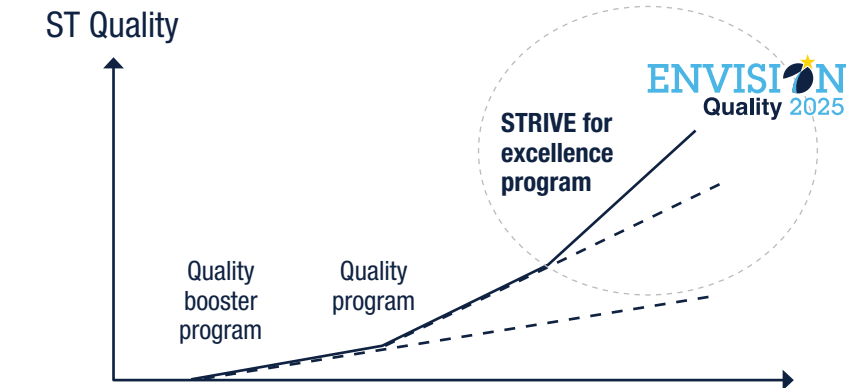 ST Quality
ENVISION
Quality 2025
STRIVE for
excellence
program
Quality
booster
program
Quality
program